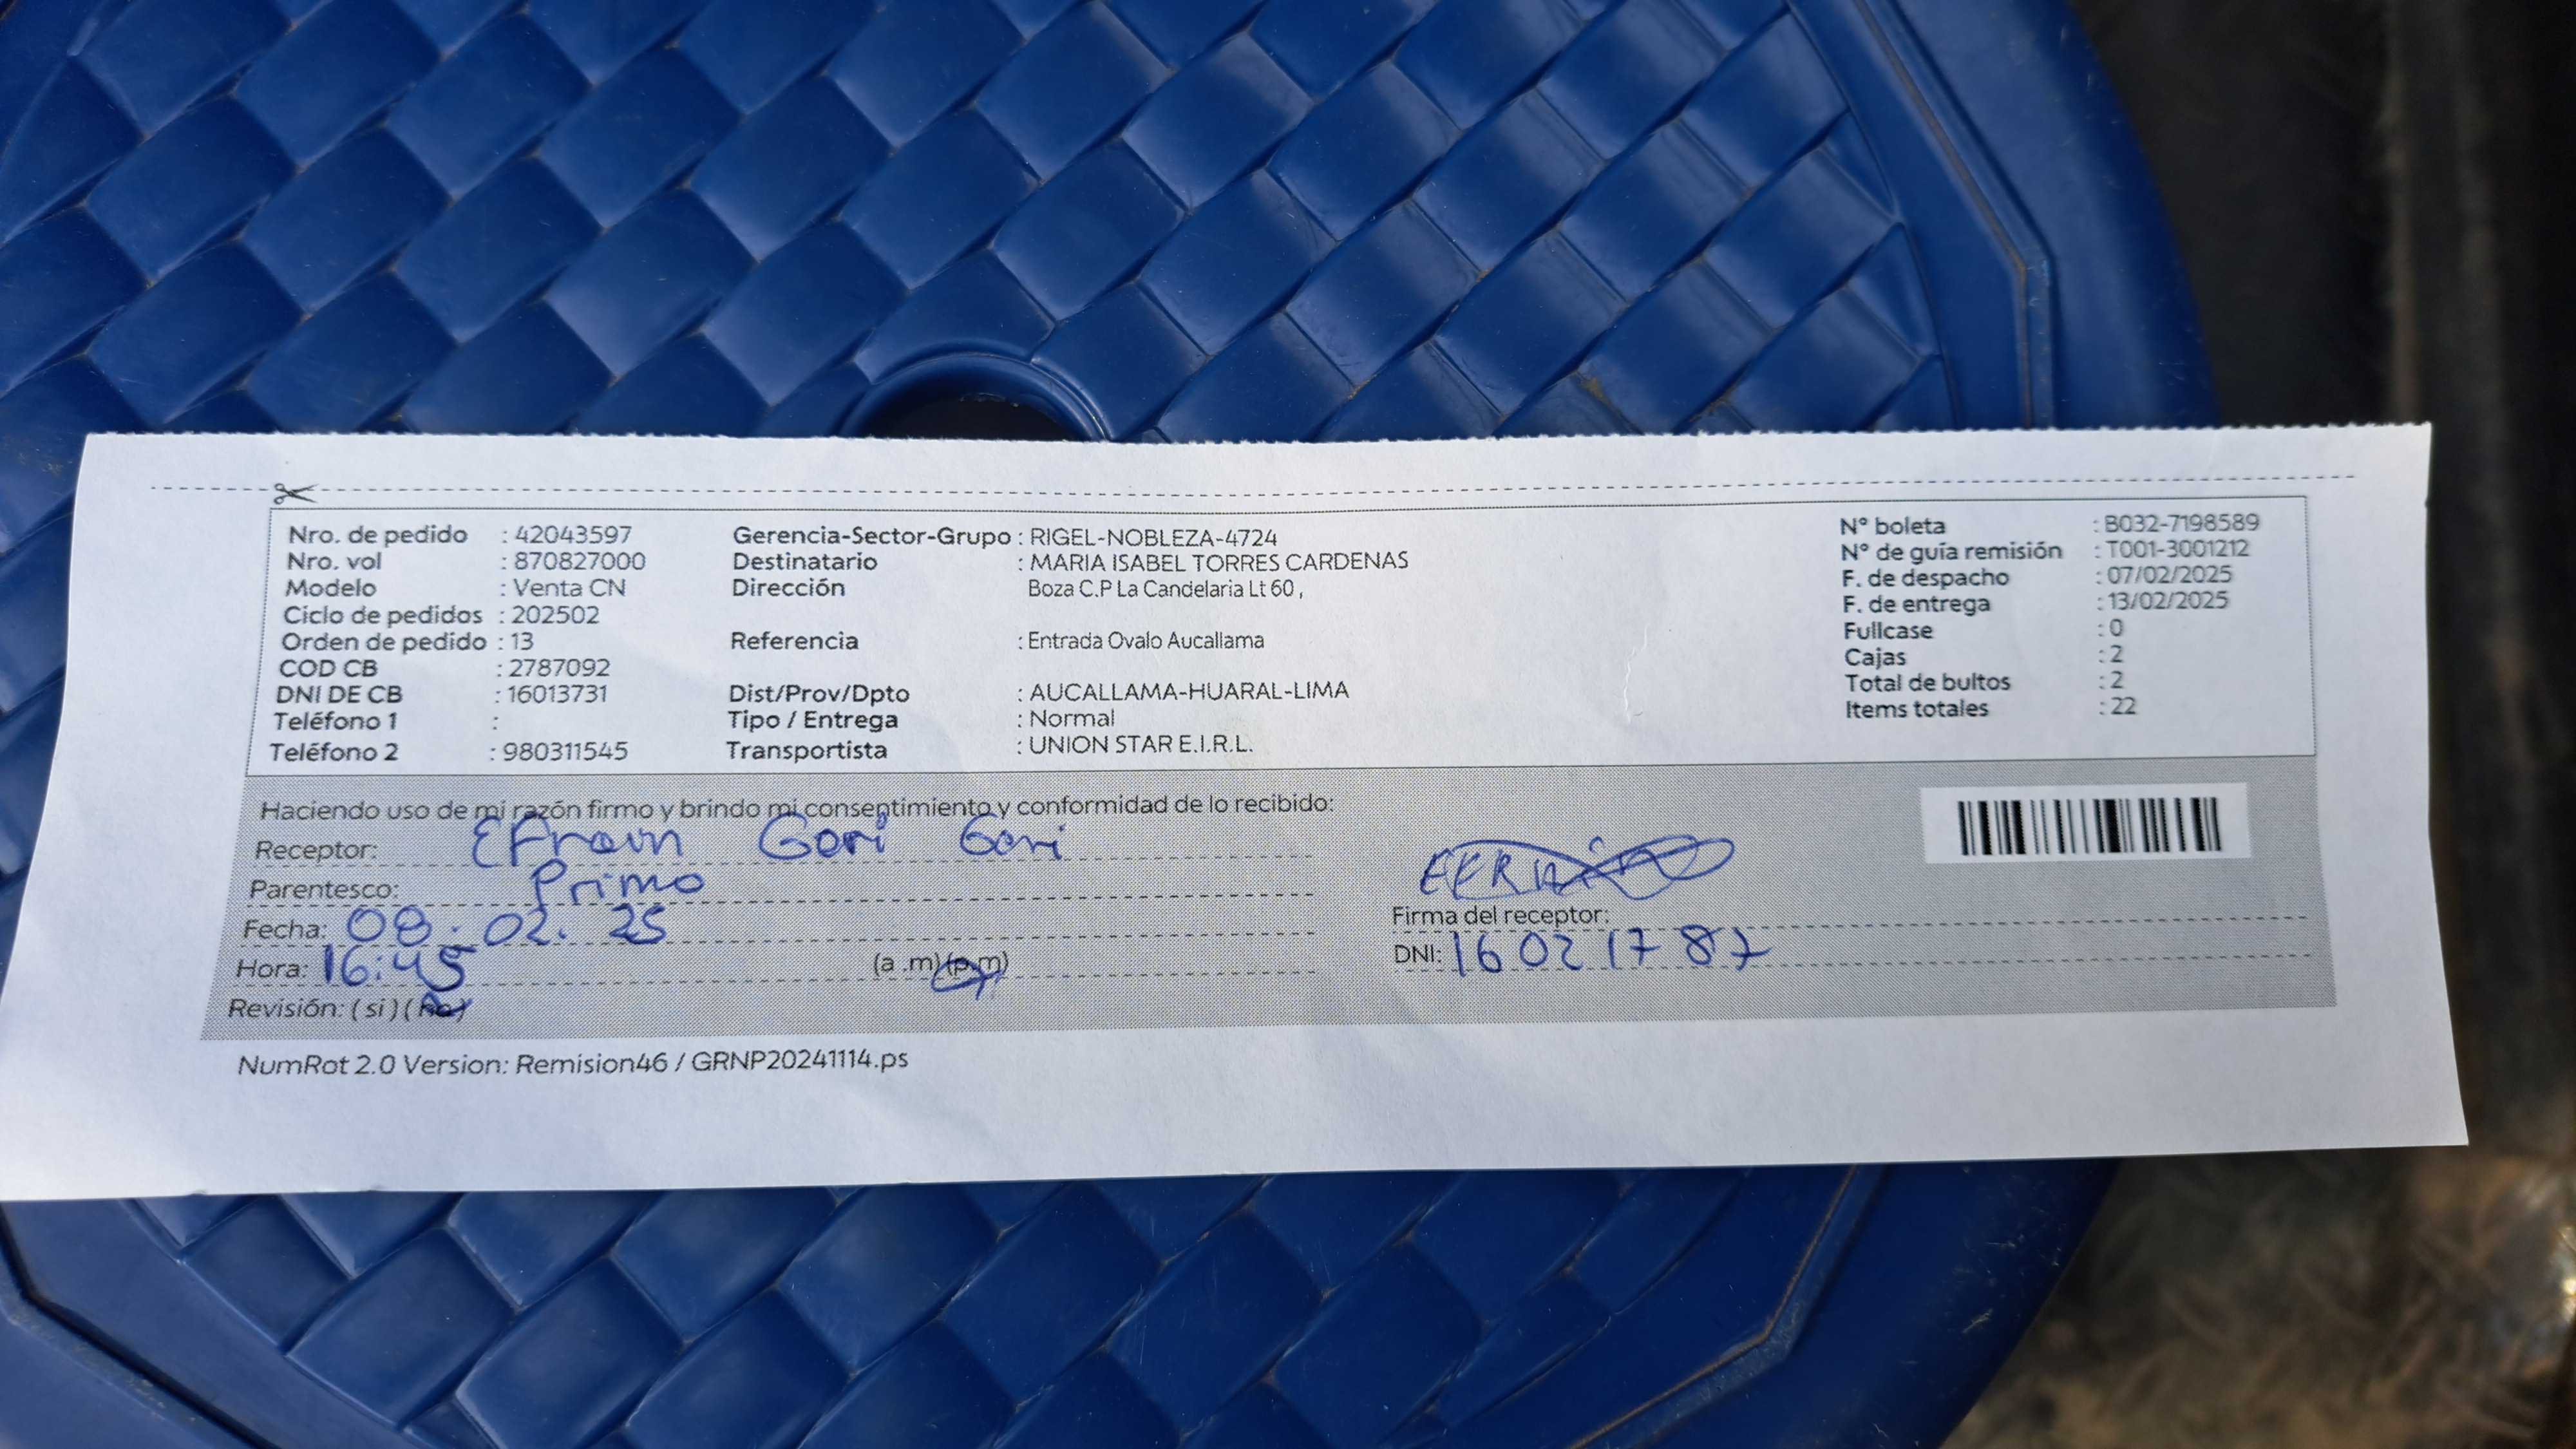 Nro. de pedido : 42043597
Nro. vol : 870827000
Modelo : Venta CN
Ciclo de pedidos : 202502
Orden de pedido : 13
COD CB : 2787092
DNI DE CB : 16013731
Teléfono 1 :
Teléfono 2 : 980311545
Gerencia-Sector-Grupo : RIGEL-NOBLEZA-4724
Destinatario : MARIA ISABEL TORRES CARDENAS
Dirección Boza C.P La Candelaria Lt 60 ,
Referencia : Entrada Ovalo Aucallama
Dist/Prov/Dpto : AUCALLAMA-HUARAL-LIMA
Tipo / Entrega : Normal
Transportista : UNION STAR E.I.R.L.
N° boleta : B032-7198589
N° de guía remisión : T001-3001212
F. de despacho : 07/02/2025
F. de entrega : 13/02/2025
Fullcase : 0
Cajas : 2
Total de bultos : 2
Items totales : 22
Haciendo uso de mi razón firmo y brindo mi consentimiento y conformidad de lo recibido:
Receptor: Efrain Gori Gori
Parentesco: Primo
Fecha: 08.02.25
Hora: 16:45 (a .m) (p.m)
Revisión: ( si ) ( no )
Firma del receptor:
DNI: 16021787
NumRot 2.0 Version: Remision46 / GRNP20241114.ps